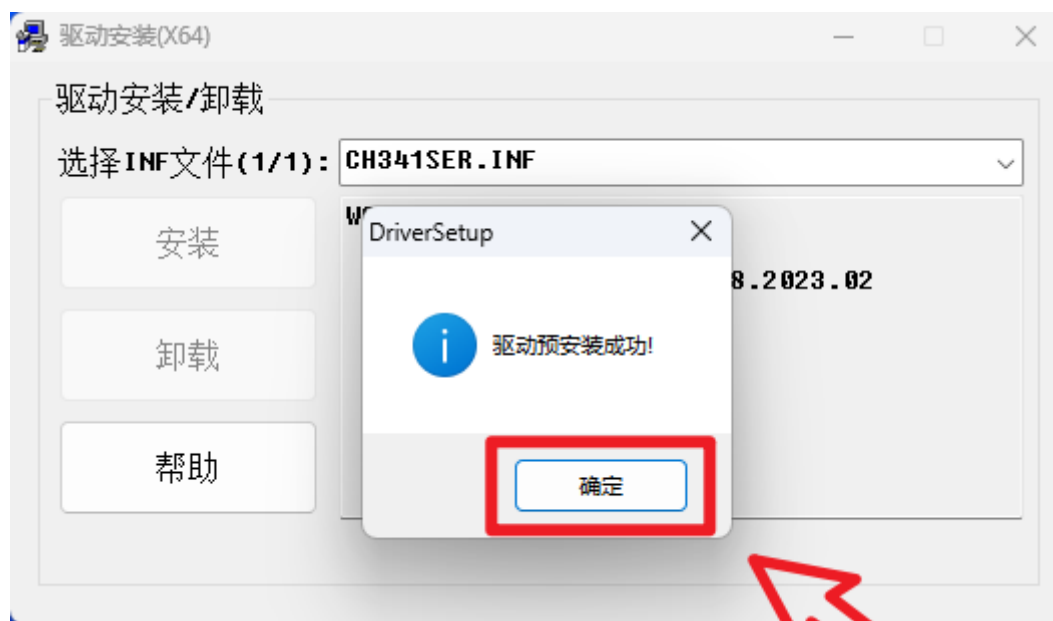 驱动安装(X64)
驱动安装/卸载
选择INF文件(1/1): CH341SER.INF
安装
DriverSetup
8.2023.02
驱动预安装成功!
卸载
帮助
确定